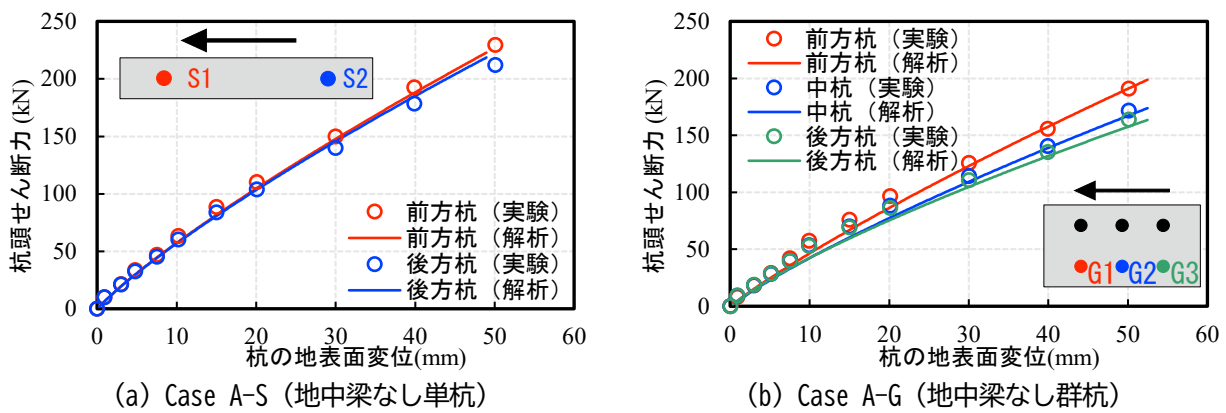 250
200
150
100
50
0
杭頭せん断力 (kN)
S1
S2
前方杭（実験）
前方杭（解析）
後方杭（実験）
後方杭（解析）
0 10 20 30 40 50 60
杭の地表面変位(mm)
(a) Case A-S（地中梁なし単杭）
250
200
150
100
50
0
杭頭せん断力 (kN)
前方杭（実験）
前方杭（解析）
中杭（実験）
中杭（解析）
後方杭（実験）
後方杭（解析）
G1 G2 G3
0 10 20 30 40 50 60
杭の地表面変位(mm)
(b) Case A-G（地中梁なし群杭）